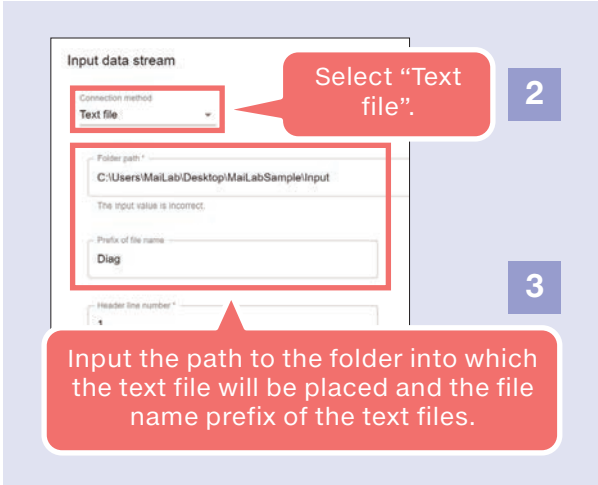 Input data stream
Select “Text
file”.
2
Connection method
Text file
Folder path *
C:\Users\MaiLab\Desktop\MaiLabSample\Input
The input value is incorrect.
Prefix of file name
Diag
3
Header line number *
1
Input the path to the folder into which
the text file will be placed and the file
name prefix of the text files.